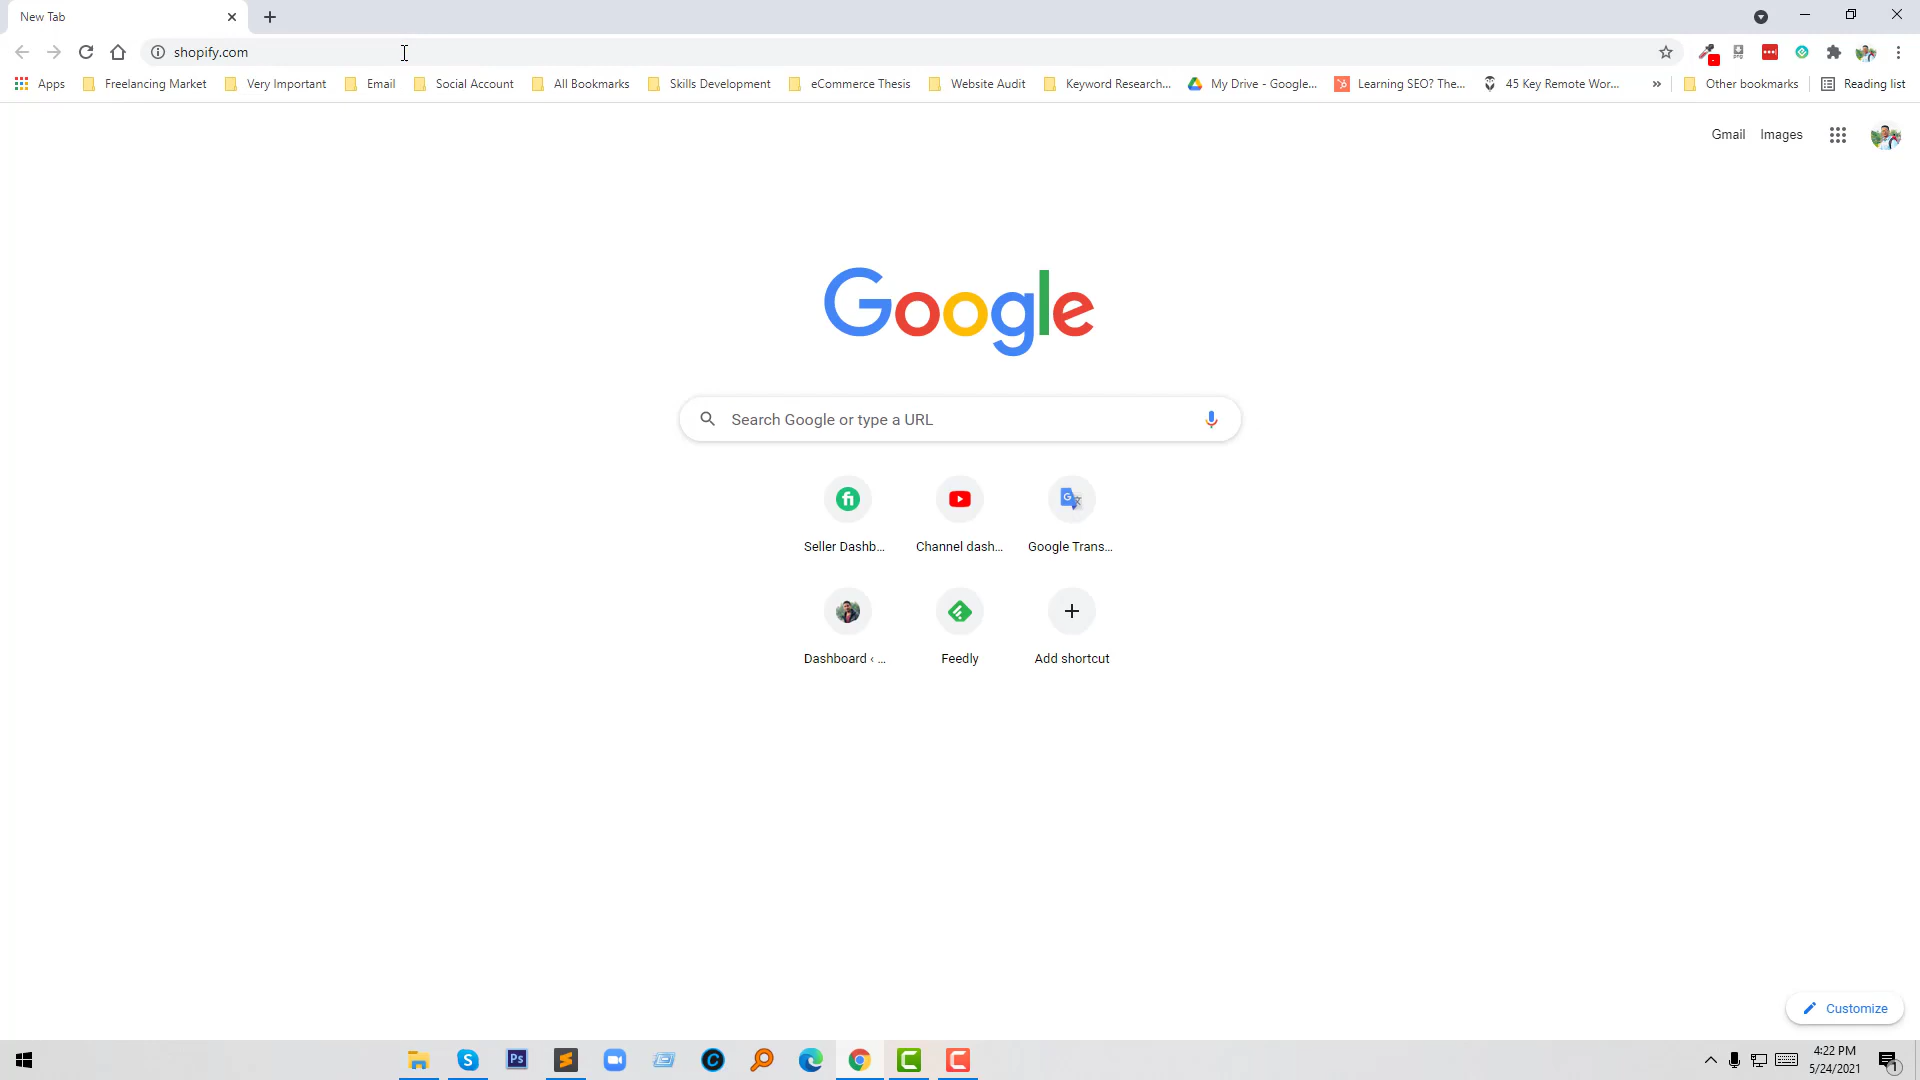 New Tab
shopify.com
Apps Freelancing Market Very Important Email Social Account All Bookmarks Skills Development eCommerce Thesis Website Audit Keyword Research... My Drive - Google... Learning SEO? The... 45 Key Remote Wor... » Other bookmarks Reading list
Gmail Images
Google
Search Google or type a URL
Seller Dashb... Channel dash... Google Trans...
Dashboard ‹ ... Feedly Add shortcut
Customize
4:22 PM
5/24/2021